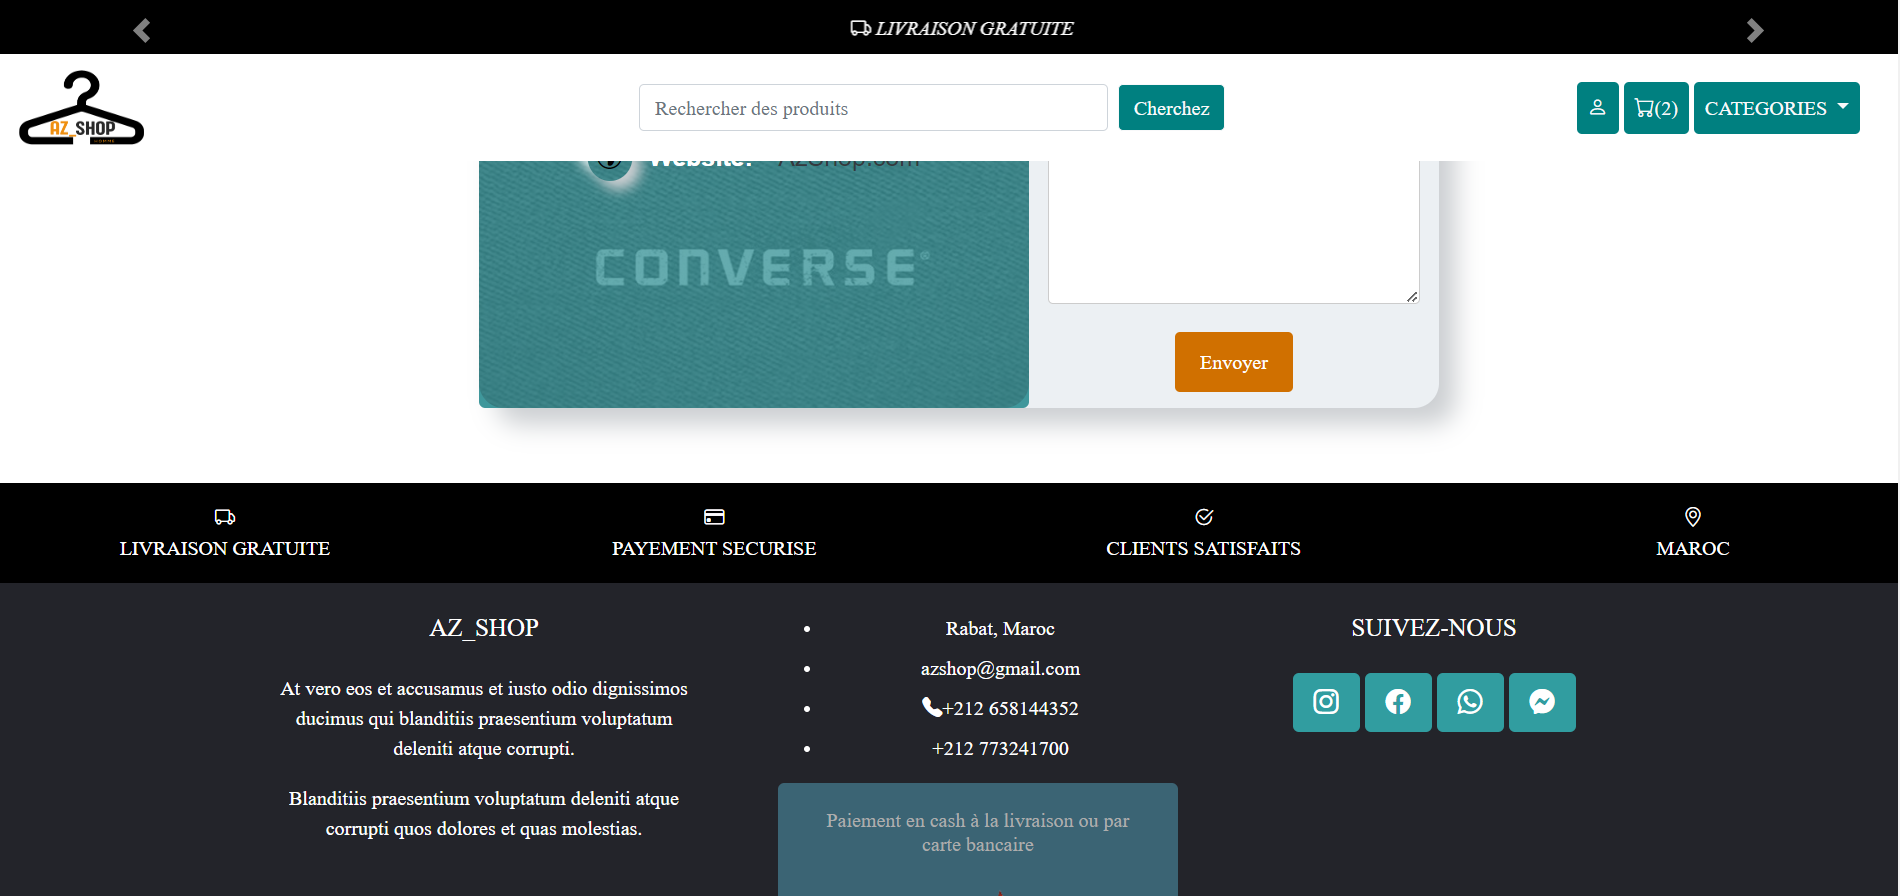 LIVRAISON GRATUITE
AZ_SHOP
Rechercher des produits
Cherchez
(2)
CATEGORIES
Website: AzShop.com
CONVERSE®
Envoyer
LIVRAISON GRATUITE
PAYEMENT SECURISE
CLIENTS SATISFAITS
MAROC
AZ_SHOP
At vero eos et accusamus et iusto odio dignissimos
ducimus qui blanditiis praesentium voluptatum
deleniti atque corrupti.
Blanditiis praesentium voluptatum deleniti atque
corrupti quos dolores et quas molestias.
• Rabat, Maroc
• azshop@gmail.com
• +212 658144352
• +212 773241700
Paiement en cash à la livraison ou par
carte bancaire
SUIVEZ-NOUS